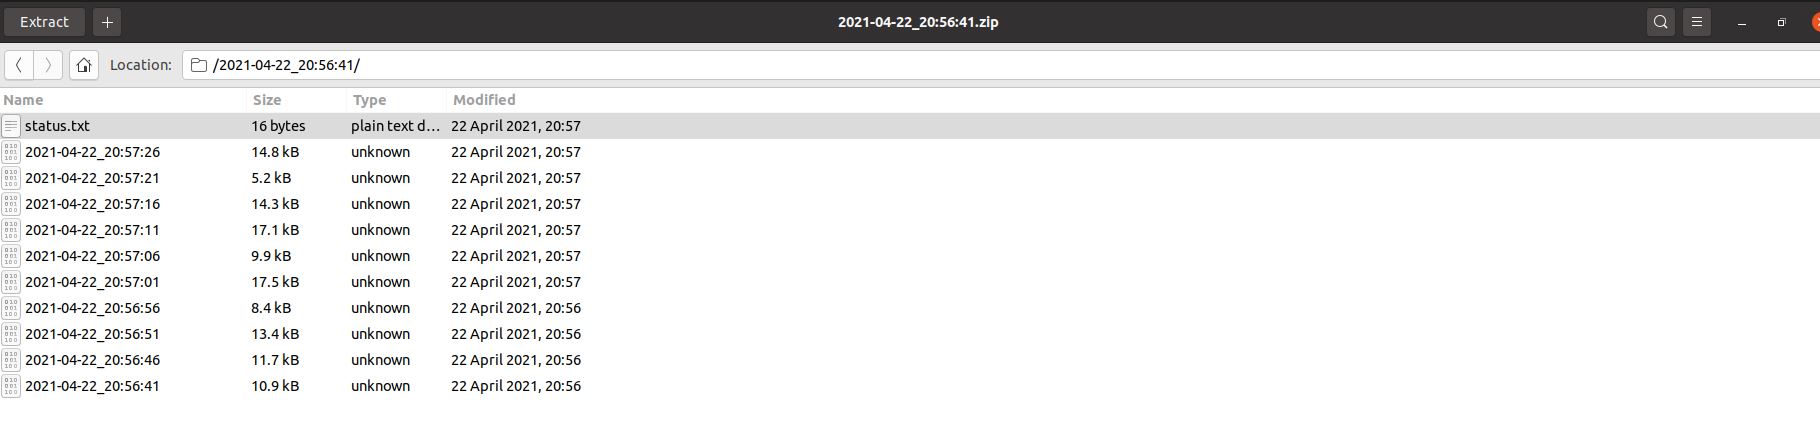 Extract + 2021-04-22_20:56:41.zip
Location: /2021-04-22_20:56:41/
Name Size Type Modified
status.txt 16 bytes plain text d... 22 April 2021, 20:57
2021-04-22_20:57:26 14.8 kB unknown 22 April 2021, 20:57
2021-04-22_20:57:21 5.2 kB unknown 22 April 2021, 20:57
2021-04-22_20:57:16 14.3 kB unknown 22 April 2021, 20:57
2021-04-22_20:57:11 17.1 kB unknown 22 April 2021, 20:57
2021-04-22_20:57:06 9.9 kB unknown 22 April 2021, 20:57
2021-04-22_20:57:01 17.5 kB unknown 22 April 2021, 20:57
2021-04-22_20:56:56 8.4 kB unknown 22 April 2021, 20:56
2021-04-22_20:56:51 13.4 kB unknown 22 April 2021, 20:56
2021-04-22_20:56:46 11.7 kB unknown 22 April 2021, 20:56
2021-04-22_20:56:41 10.9 kB unknown 22 April 2021, 20:56